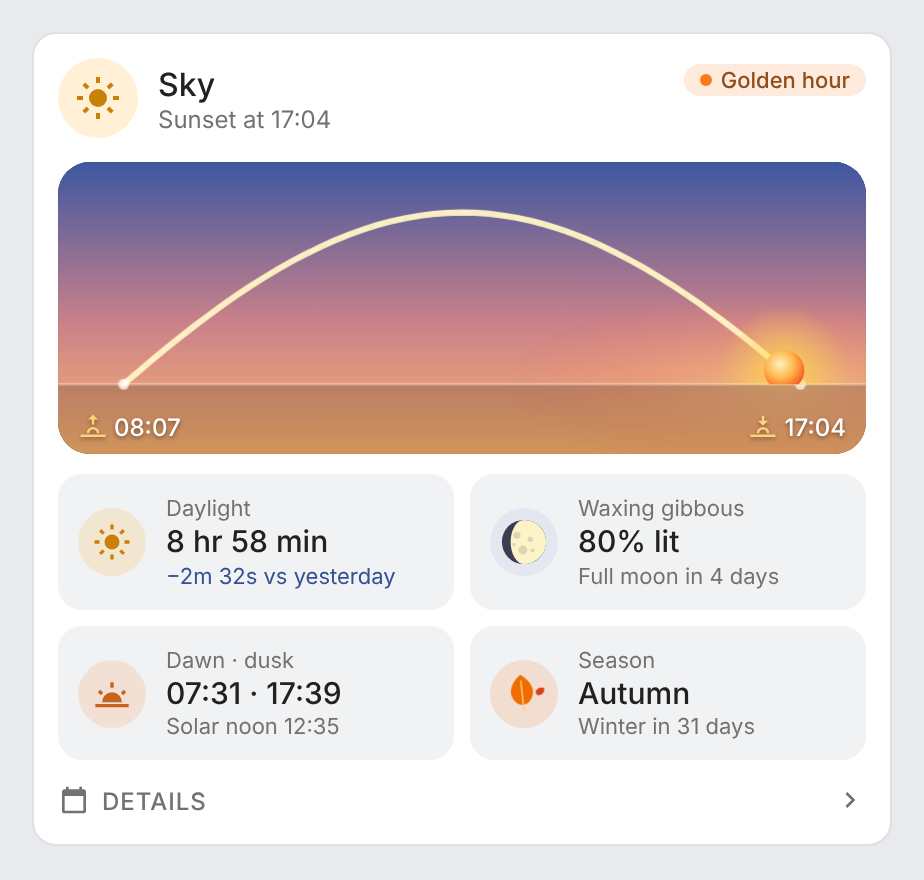 Sky
Sunset at 17:04
Golden hour
08:07
17:04
Daylight
8 hr 58 min
−2m 32s vs yesterday
Waxing gibbous
80% lit
Full moon in 4 days
Dawn · dusk
07:31 · 17:39
Solar noon 12:35
Season
Autumn
Winter in 31 days
DETAILS